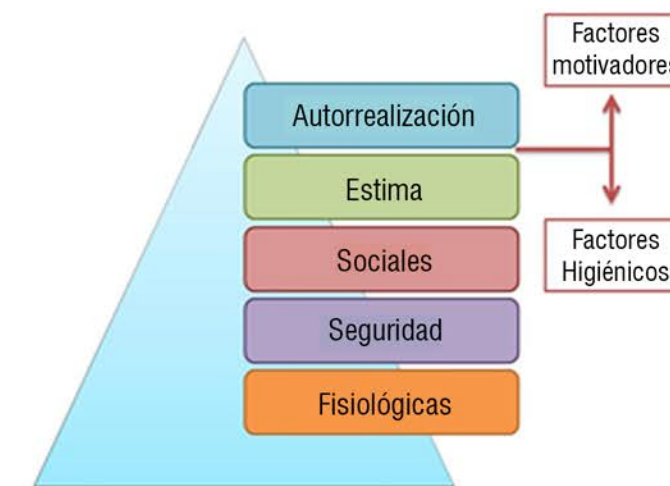 Factores
motivadores
Autorrealización
Estima
Sociales
Factores
Higiénicos
Seguridad
Fisiológicas